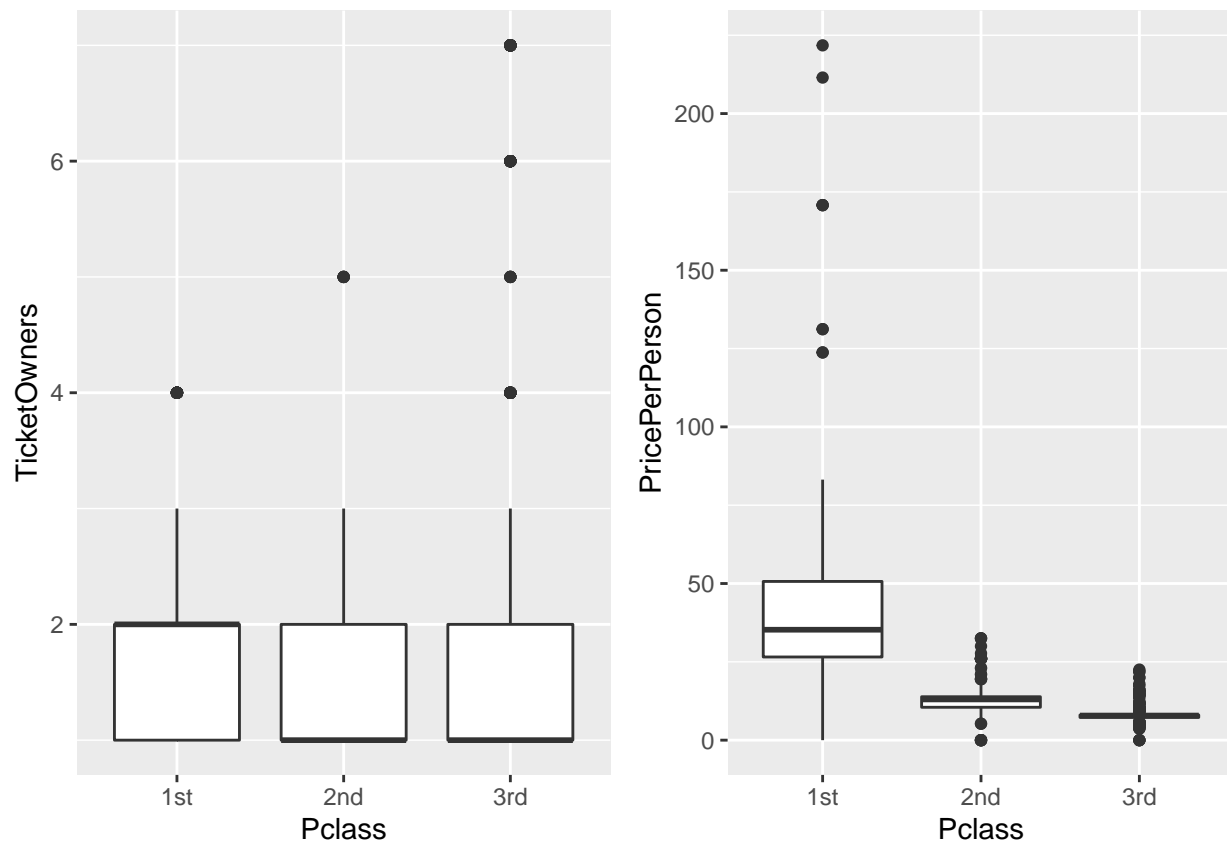 TicketOwners
6
4
2
1st
2nd
3rd
Pclass
PricePerPerson
200
150
100
50
0
1st
2nd
3rd
Pclass